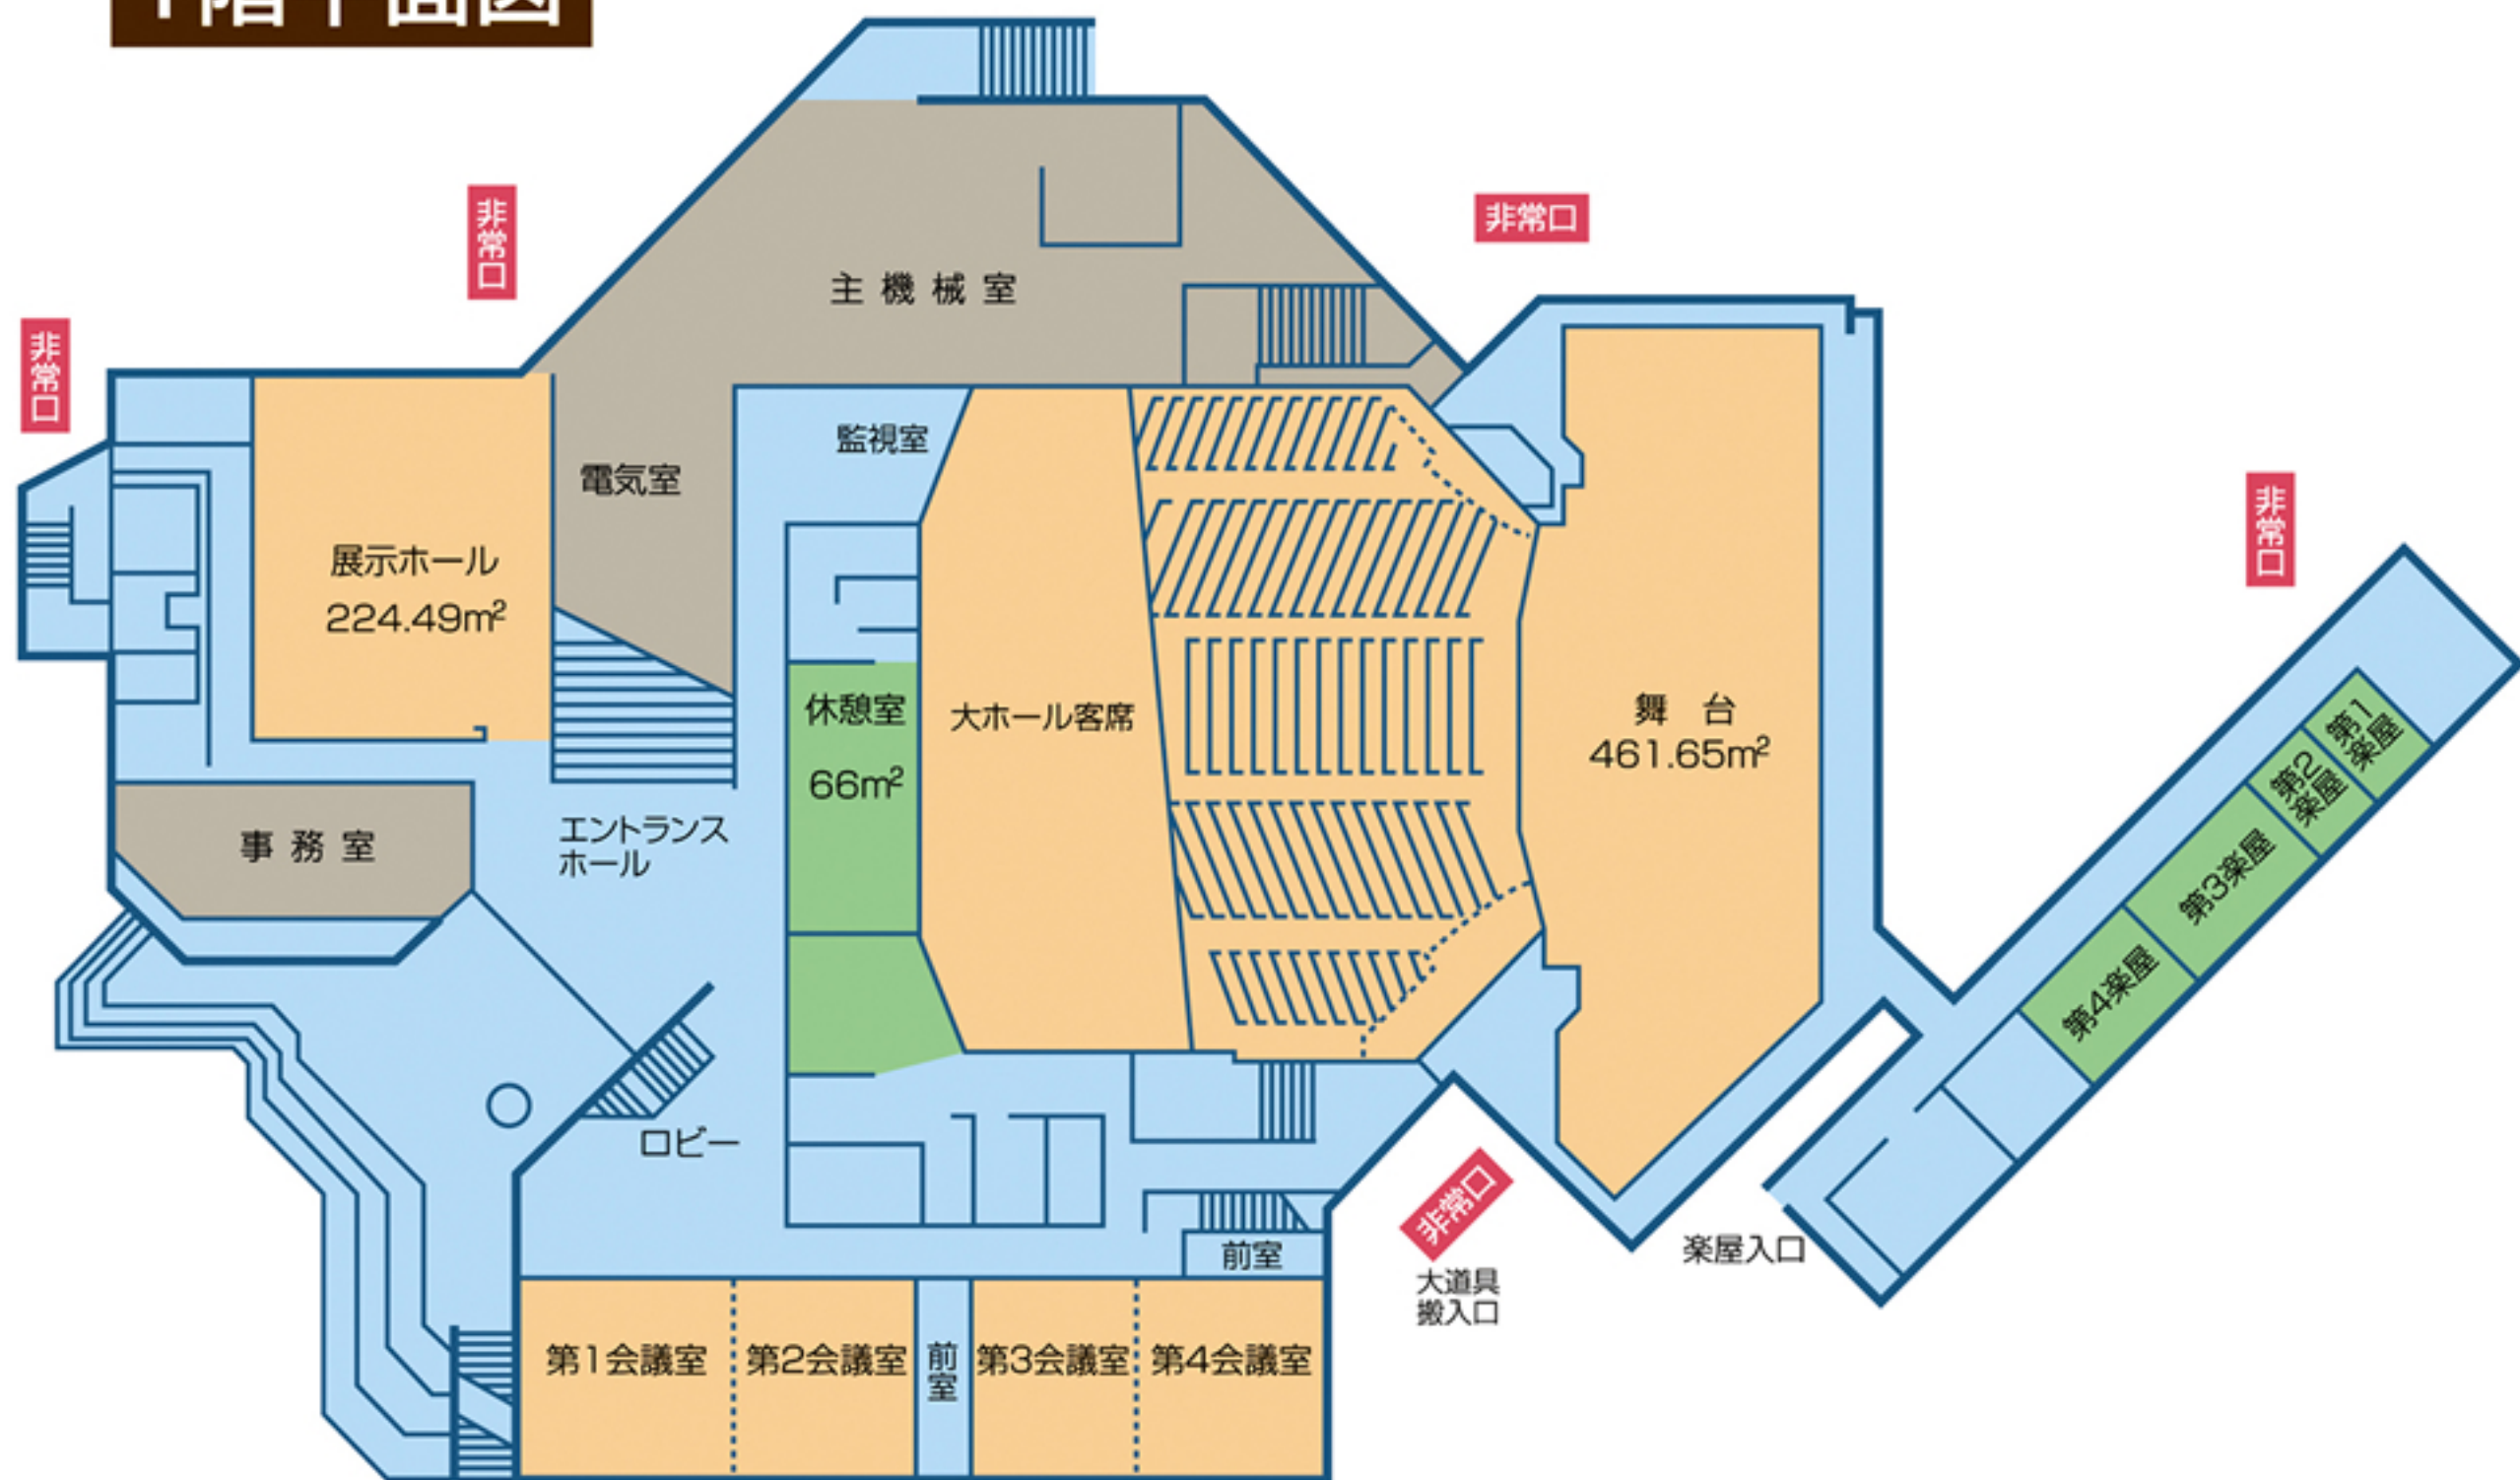 1階平面図
非常口
非常口
非常口
主機械室
監視室
電気室
非常口
展示ホール
224.49m²
休憩室
66m²
大ホール客席
舞台
461.65m²
第1
楽屋
第2
楽屋
第3楽屋
第4楽屋
事務室
エントランス
ホール
ロビー
非常口
大道具
搬入口
楽屋入口
前室
第1会議室
第2会議室
前室
第3会議室
第4会議室